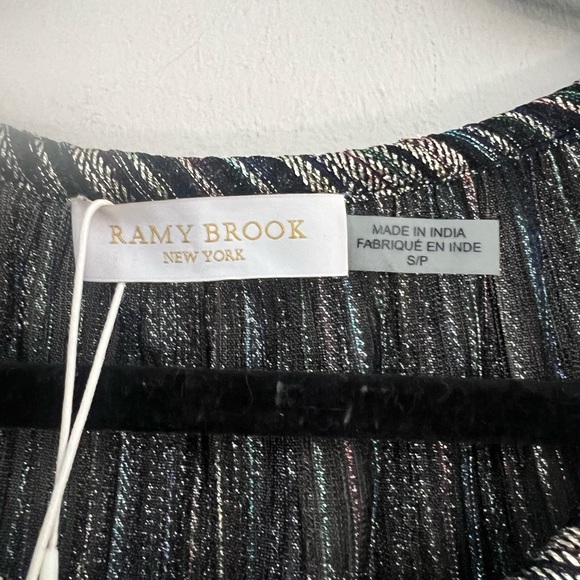 RAMY BROOK
NEW YORK
MADE IN INDIA
FABRIQUÉ EN INDE
S/P